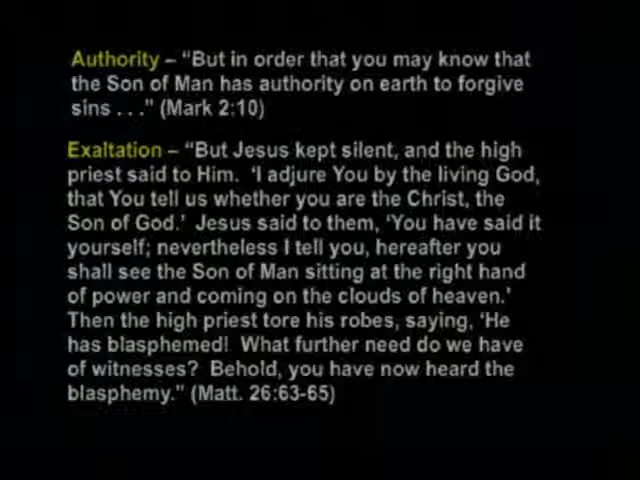 Authority – “But in order that you may know that
the Son of Man has authority on earth to forgive
sins . . .” (Mark 2:10)
Exaltation – “But Jesus kept silent, and the high
priest said to Him.  ‘I adjure You by the living God,
that You tell us whether you are the Christ, the
Son of God.’  Jesus said to them, ‘You have said it
yourself; nevertheless I tell you, hereafter you
shall see the Son of Man sitting at the right hand
of power and coming on the clouds of heaven.’
Then the high priest tore his robes, saying, ‘He
has blasphemed!  What further need do we have
of witnesses?  Behold, you have now heard the
blasphemy.” (Matt. 26:63-65)